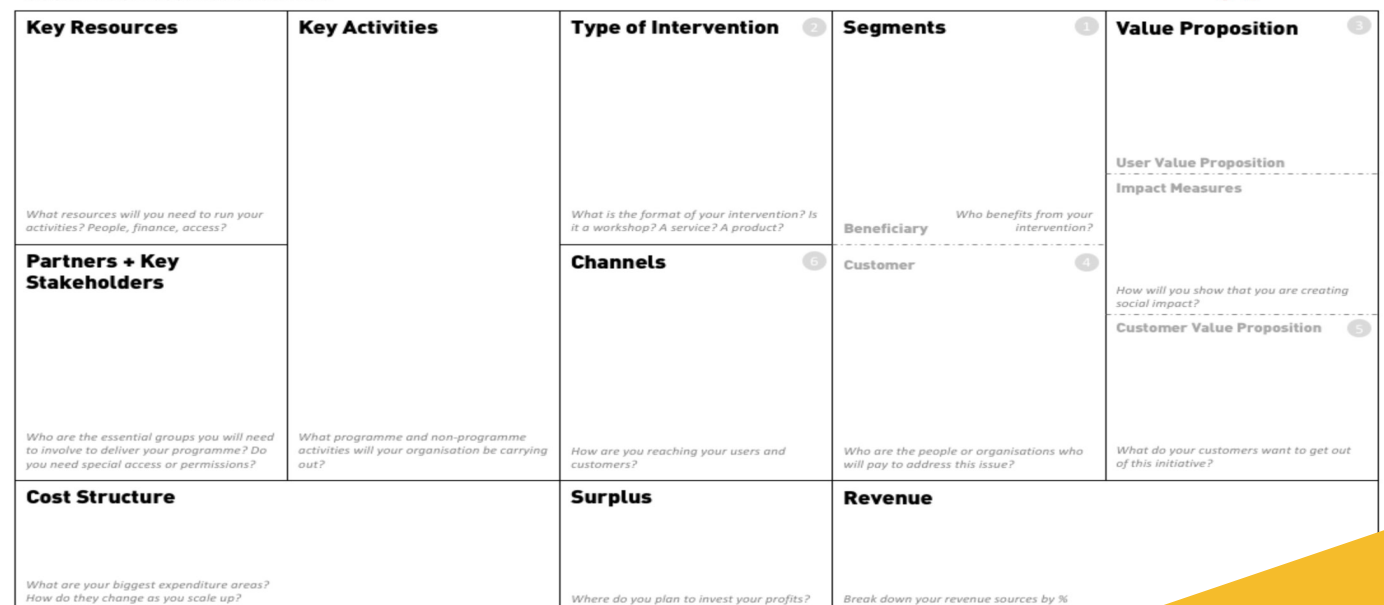 Key Resources
What resources will you need to run your
activities? People, finance, access?
Partners + Key
Stakeholders
Who are the essential groups you will need
to involve to deliver your programme? Do
you need special access or permissions?
Key Activities
What programme and non-programme
activities will your organisation be carrying
out?
Type of Intervention 2
What is the format of your intervention? Is
it a workshop? A service? A product?
Channels 6
How are you reaching your users and
customers?
Segments 1
Who benefits from your
intervention?
Beneficiary
Customer 4
Who are the people or organisations who
will pay to address this issue?
Value Proposition 3
User Value Proposition
Impact Measures
How will you show that you are creating
social impact?
Customer Value Proposition 5
What do your customers want to get out
of this initiative?
Cost Structure
What are your biggest expenditure areas?
How do they change as you scale up?
Surplus
Where do you plan to invest your profits?
Revenue
Break down your revenue sources by %